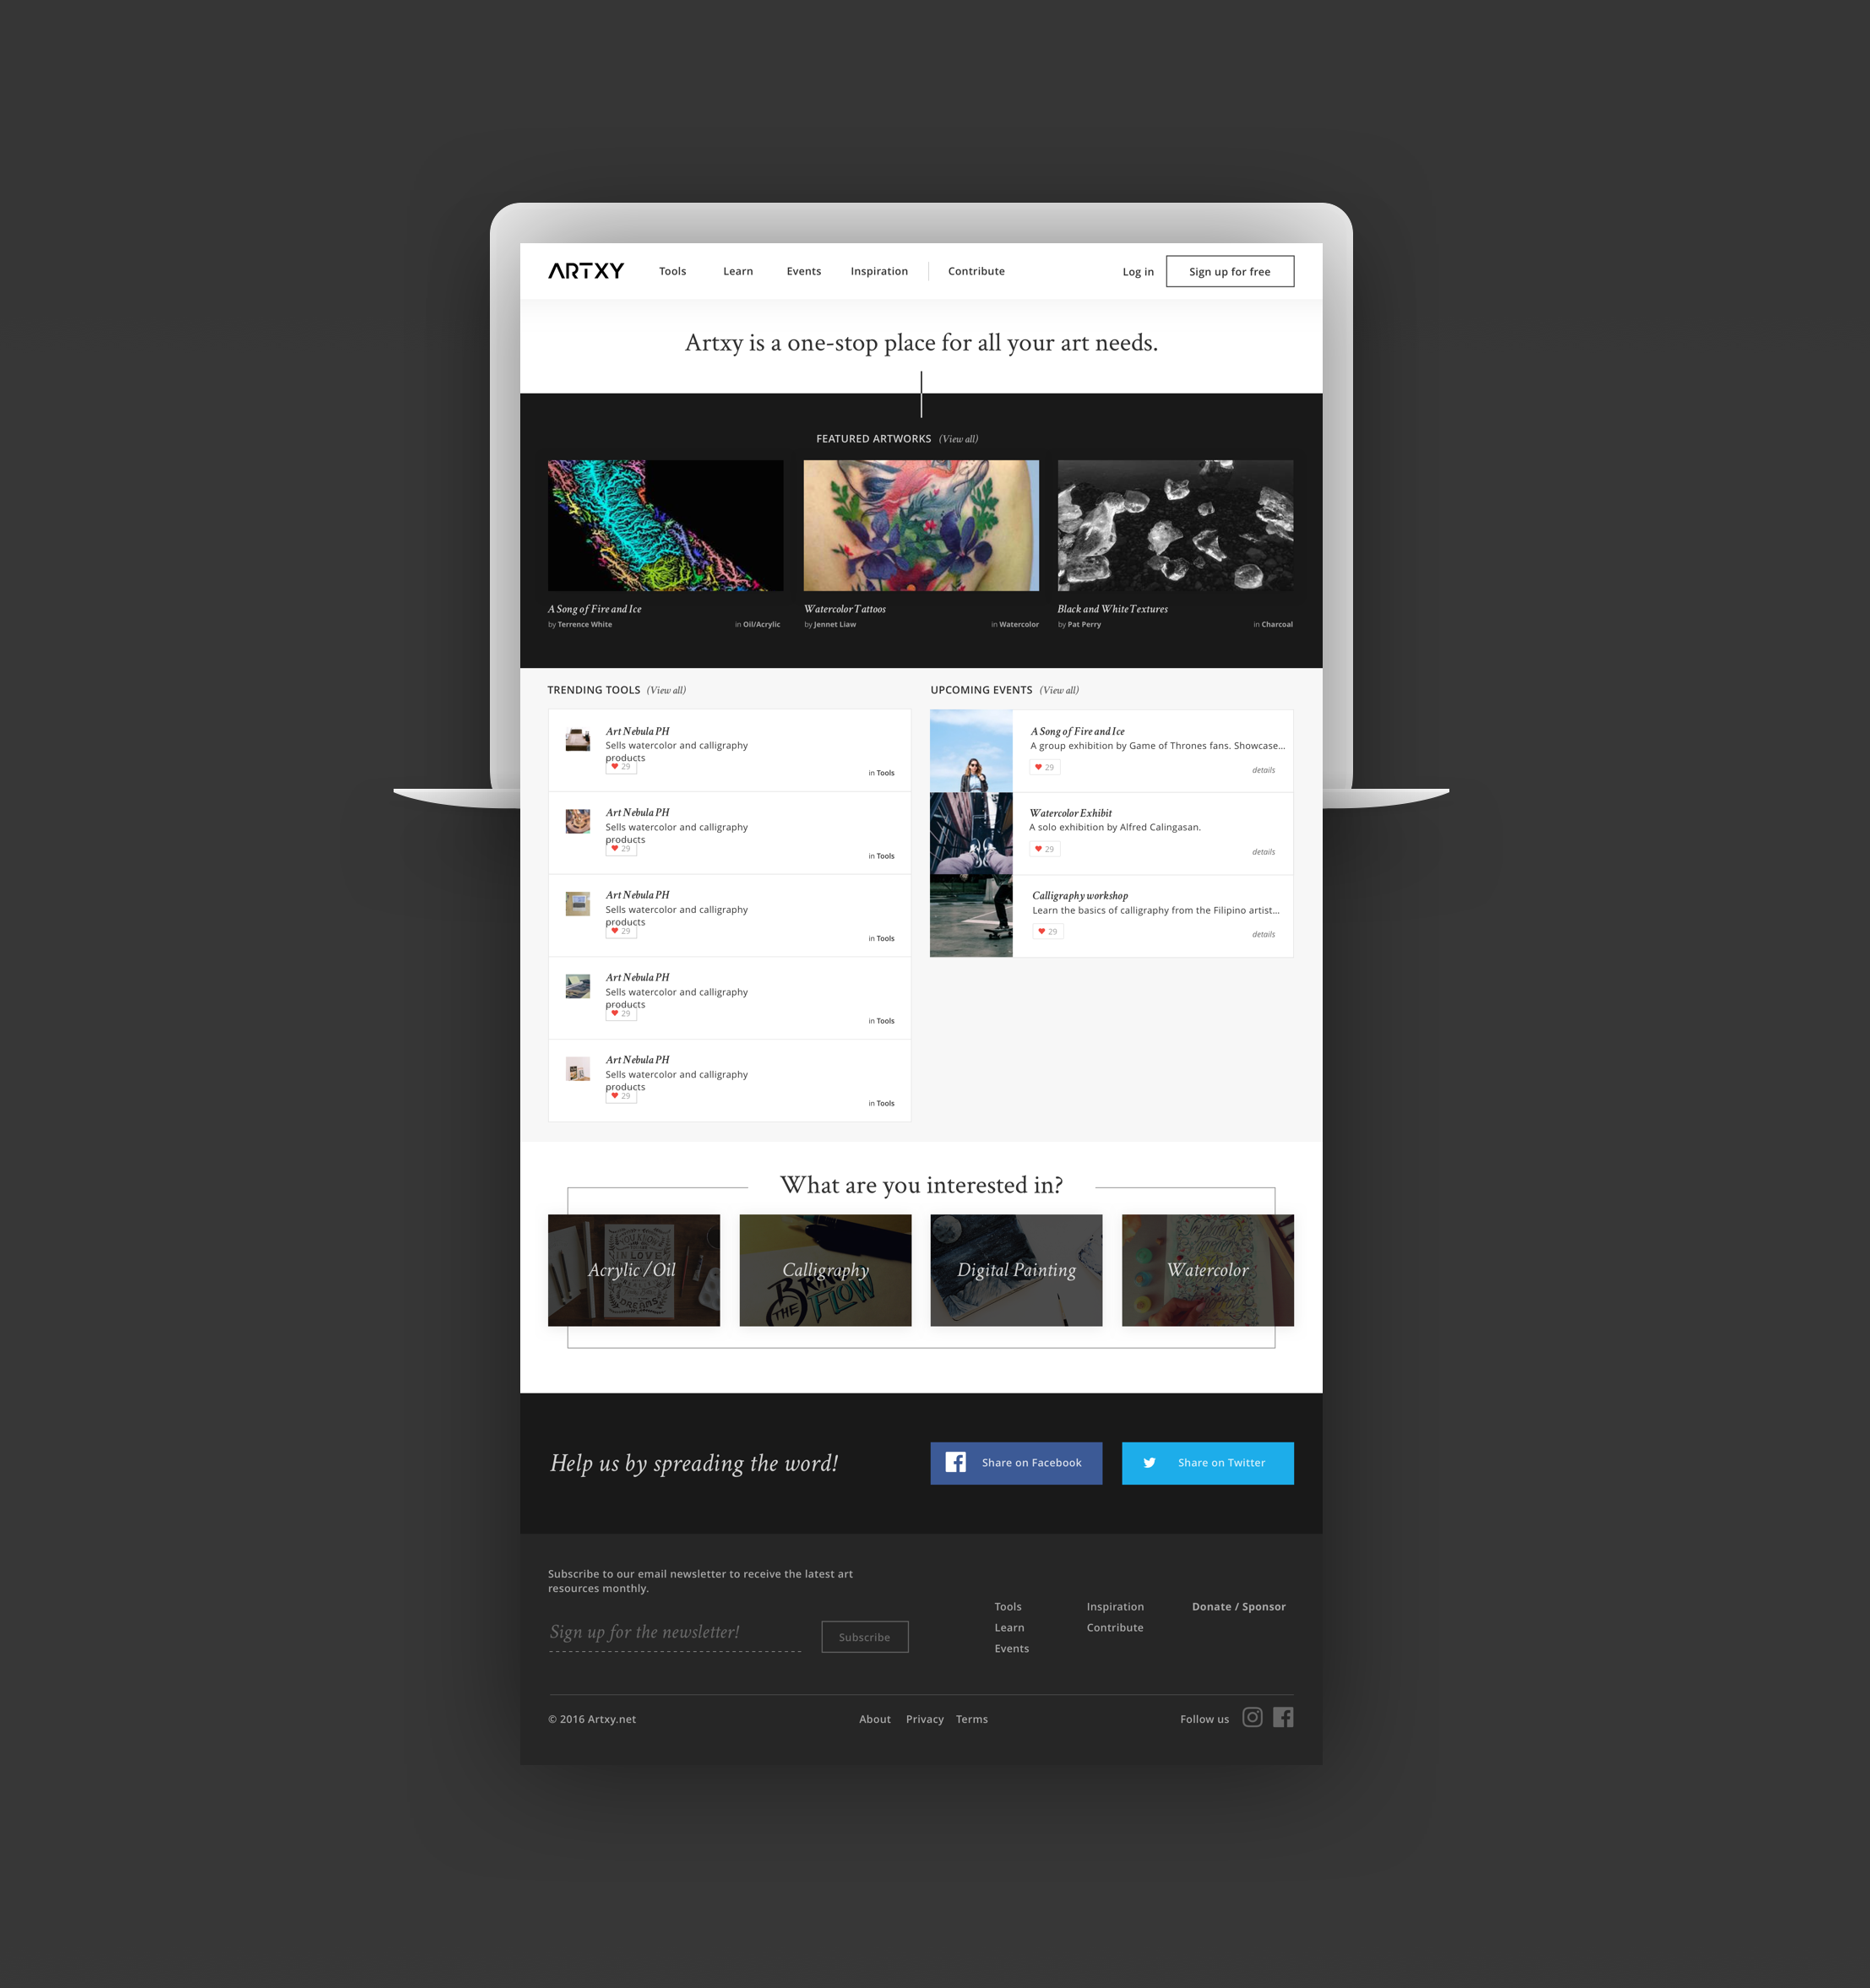 ARTXY
Tools Learn Events Inspiration Contribute Log in Sign up for free
Artxy is a one-stop place for all your art needs.
FEATURED ARTWORKS (View all)
A Song of Fire and Ice
by Terrence White in Oil/Acrylic
Watercolor Tattoos
by Jennet Liaw in Watercolor
Black and White Textures
by Pat Perry in Charcoal
TRENDING TOOLS (View all)
Art Nebula PH
Sells watercolor and calligraphy
products
29
in Tools
Art Nebula PH
Sells watercolor and calligraphy
products
29
in Tools
Art Nebula PH
Sells watercolor and calligraphy
products
29
in Tools
Art Nebula PH
Sells watercolor and calligraphy
products
29
in Tools
Art Nebula PH
Sells watercolor and calligraphy
products
29
in Tools
UPCOMING EVENTS (View all)
A Song of Fire and Ice
A group exhibition by Game of Thrones fans. Showcase...
29
details
Watercolor Exhibit
A solo exhibition by Alfred Calingasan.
29
details
Calligraphy workshop
Learn the basics of calligraphy from the Filipino artist...
29
details
What are you interested in?
YOU KNOW
IN LOVE
DREAMS
Acrylic / Oil
Calligraphy
BRING
THE FLOW
Digital Painting
Watercolor
Help us by spreading the word!
Share on Facebook
Share on Twitter
Subscribe to our email newsletter to receive the latest art
resources monthly.
Sign up for the newsletter!
Subscribe
Tools
Learn
Events
Inspiration
Contribute
Donate / Sponsor
© 2016 Artxy.net
About Privacy Terms
Follow us